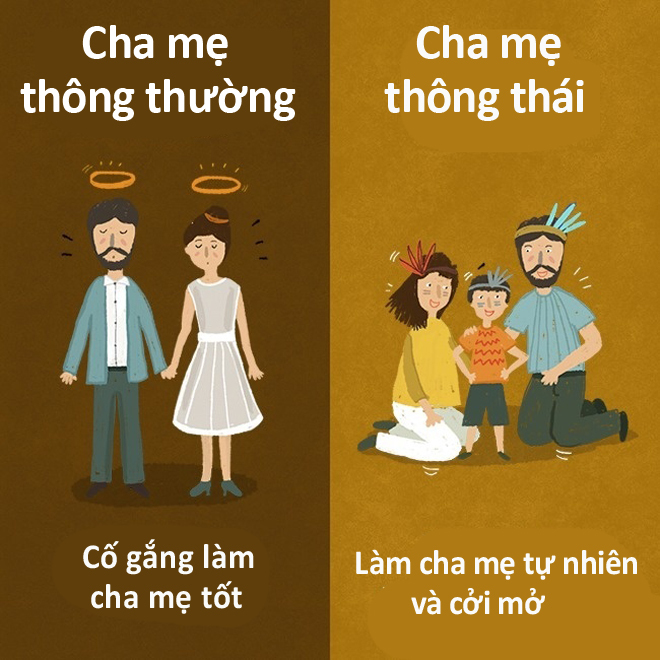 Cha mẹ
thông thường
Cố gắng làm
cha mẹ tốt
Cha mẹ
thông thái
Làm cha mẹ tự nhiên
và cởi mở